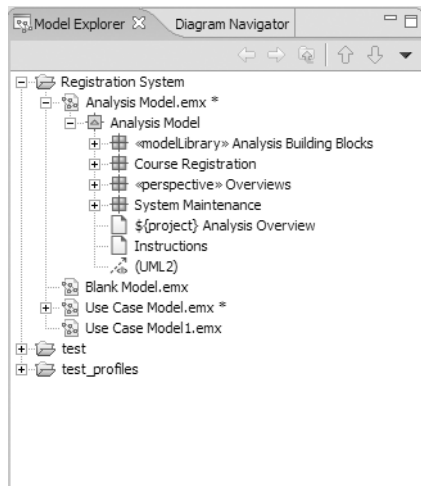 Model Explorer Diagram Navigator
Registration System
Analysis Model.emx *
Analysis Model
«modelLibrary» Analysis Building Blocks
Course Registration
«perspective» Overviews
System Maintenance
${project} Analysis Overview
Instructions
(UML2)
Blank Model.emx
Use Case Model.emx *
Use Case Model1.emx
test
test_profiles